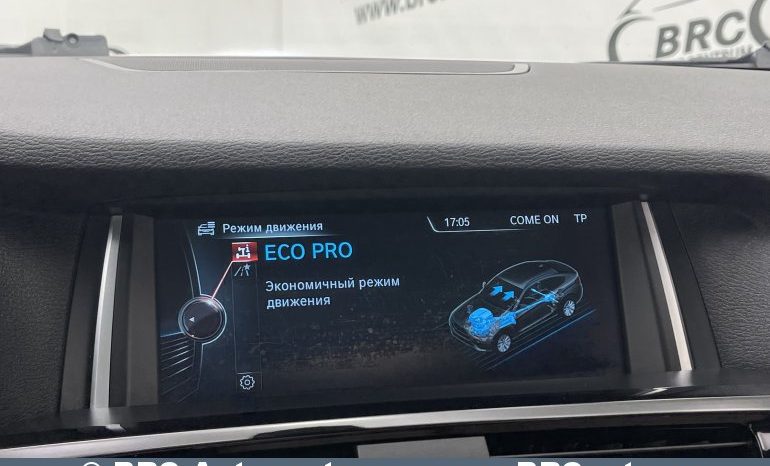 BRC
Режим движения
17:05
COME ON
TP
ECO PRO
Экономичный режим
движения